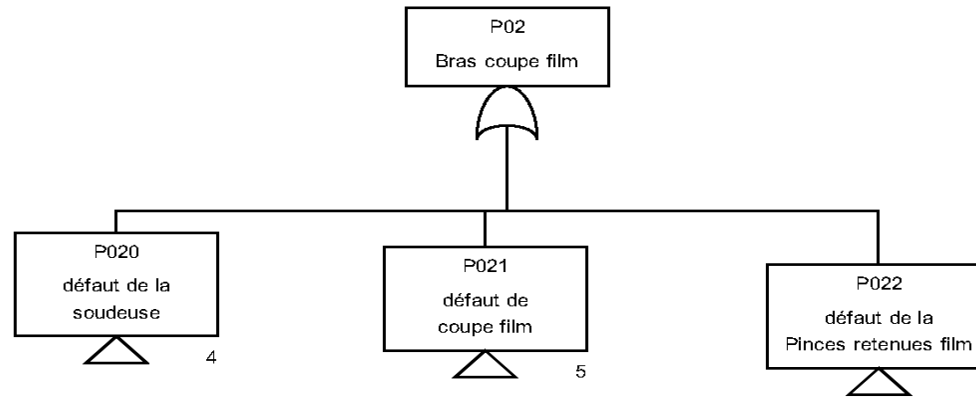 P02
Bras coupe film
P020
défaut de la
soudeuse
4
P021
défaut de
coupe film
5
P022
défaut de la
Pinces retenues film